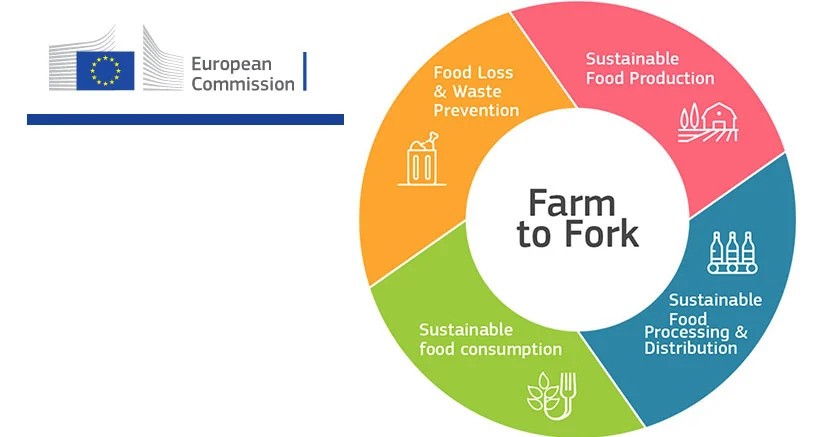 European
Commission
Food Loss
& Waste
Prevention
Sustainable
Food Production
Farm
to Fork
Sustainable
Food
Processing &
Distribution
Sustainable
food consumption